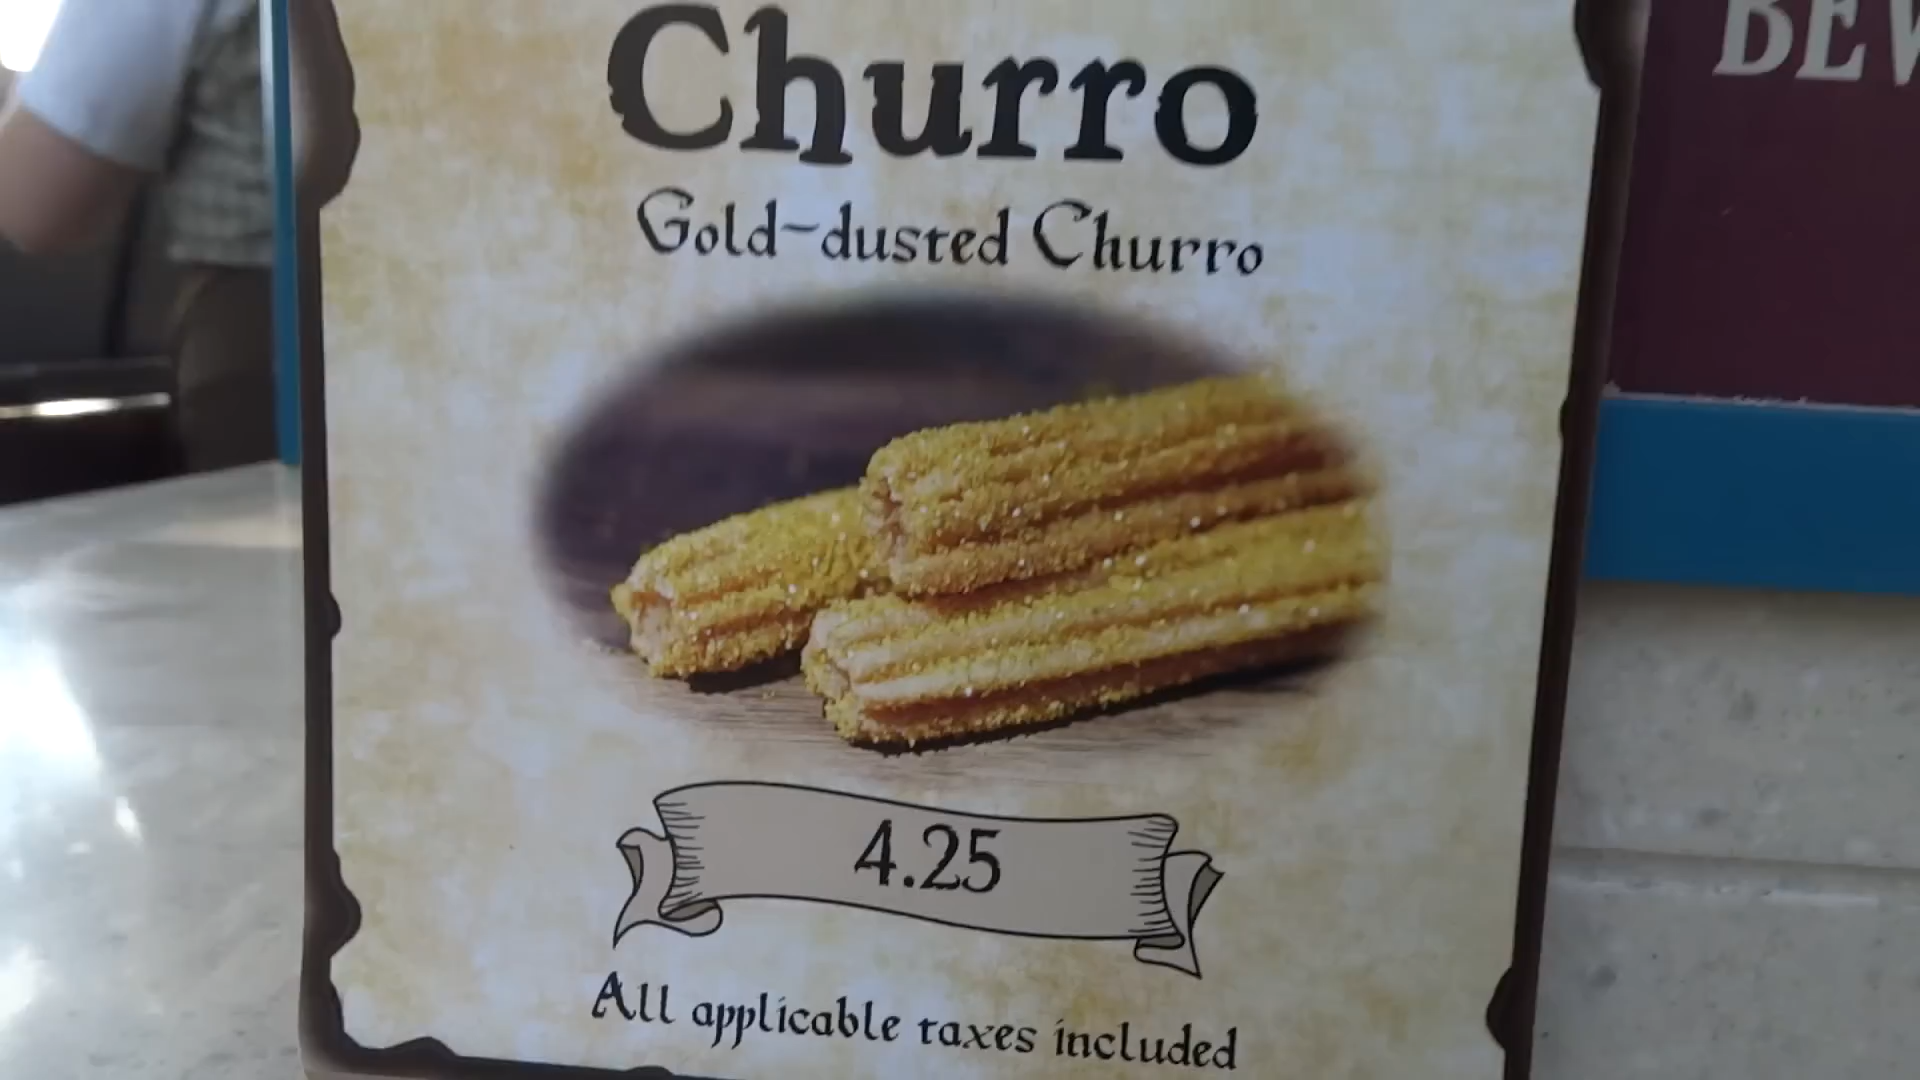 Churro
Gold-dusted Churro
4.25
All applicable taxes included